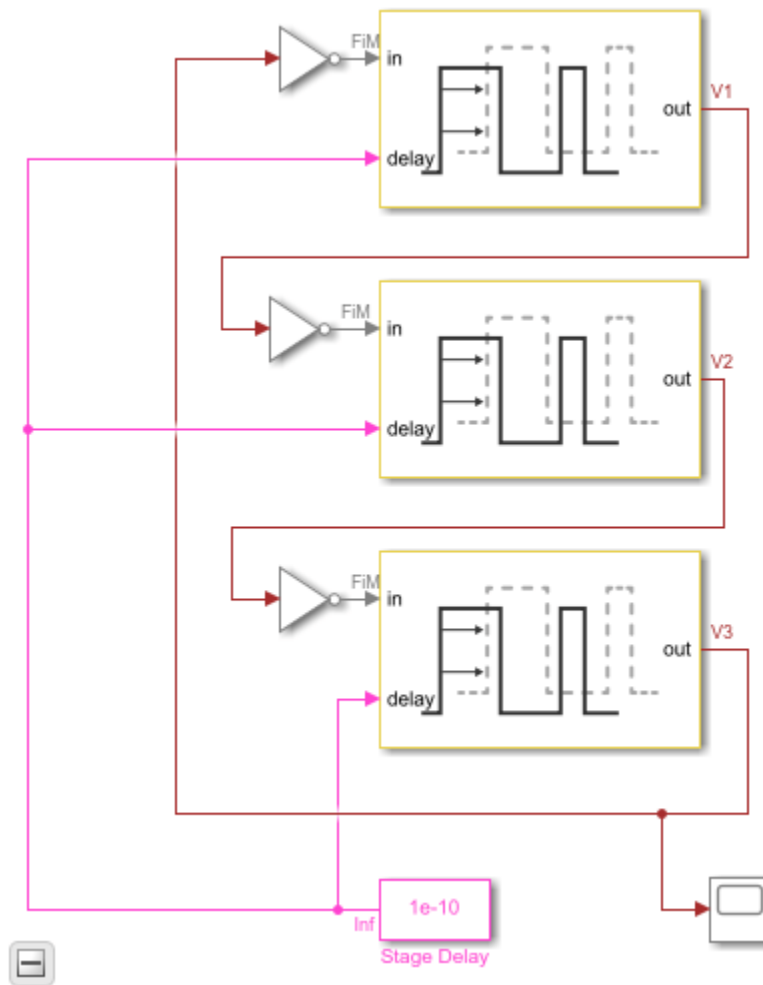 FiM
in
V1
out
delay
FiM
in
V2
out
delay
FiM
in
V3
out
delay
1e-10
Inf
Stage Delay